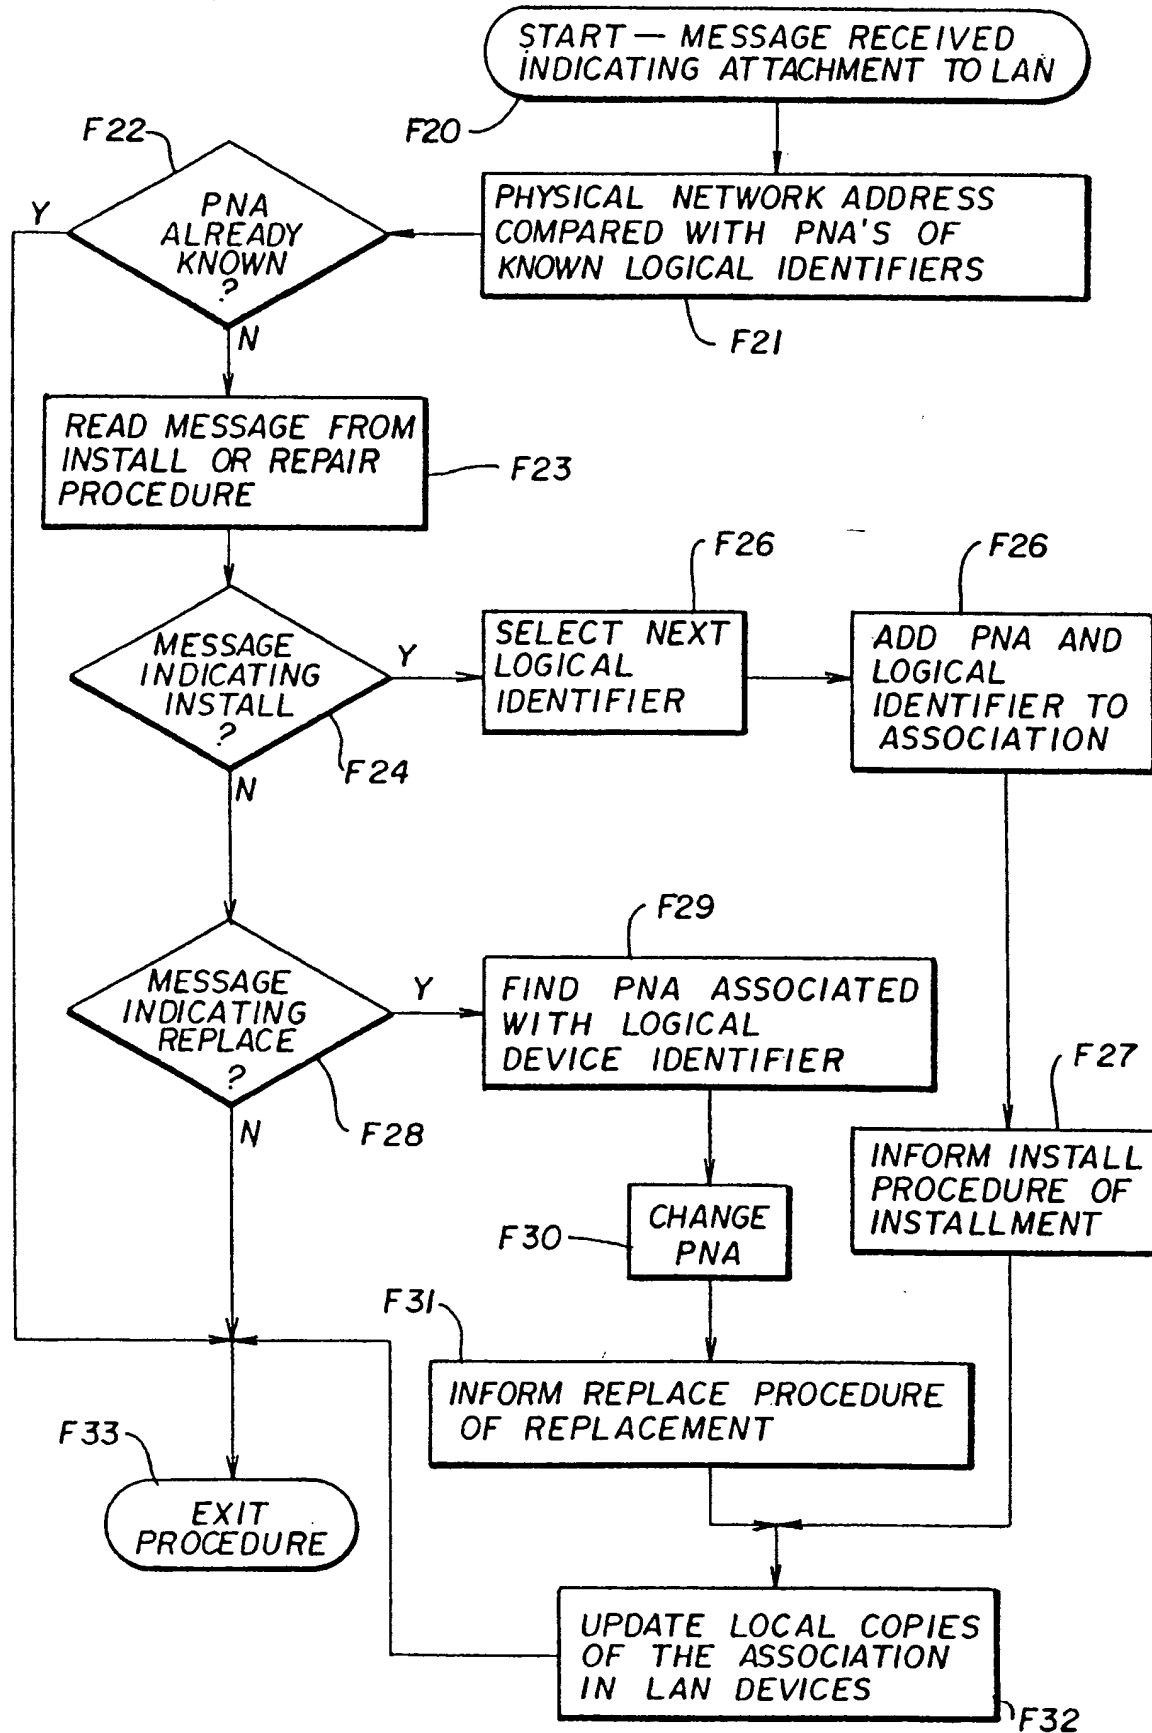 START — MESSAGE RECEIVED
INDICATING ATTACHMENT TO LAN
F20
F22
PNA
ALREADY
KNOWN
?
Y
N
PHYSICAL NETWORK ADDRESS
COMPARED WITH PNA'S OF
KNOWN LOGICAL IDENTIFIERS
F21
READ MESSAGE FROM
INSTALL OR REPAIR
PROCEDURE
F23
MESSAGE
INDICATING
INSTALL
?
Y
N
F24
F26
SELECT NEXT
LOGICAL
IDENTIFIER
F26
ADD PNA AND
LOGICAL
IDENTIFIER TO
ASSOCIATION
MESSAGE
INDICATING
REPLACE
?
Y
N
F28
F29
FIND PNA ASSOCIATED
WITH LOGICAL
DEVICE IDENTIFIER
F27
INFORM INSTALL
PROCEDURE OF
INSTALLMENT
F30
CHANGE
PNA
F31
INFORM REPLACE PROCEDURE
OF REPLACEMENT
F33
EXIT
PROCEDURE
UPDATE LOCAL COPIES
OF THE ASSOCIATION
IN LAN DEVICES
F32